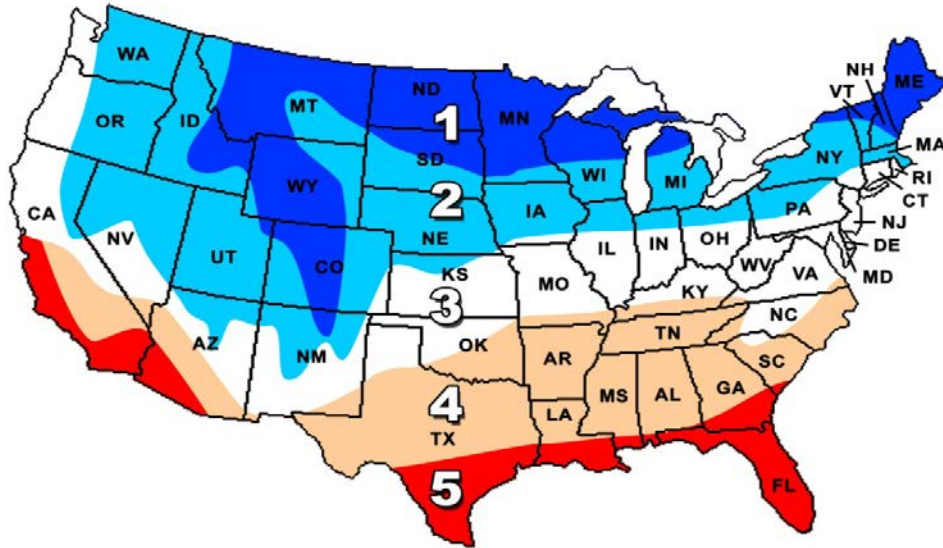 WA
MT
ND
MN
NH
ME
VT
OR
ID
1
MA
SD
WI
MI
NY
RI
WY
2
CT
CA
IA
PA
NV
NE
NJ
UT
CO
IL
IN
OH
DE
KS
MO
WV
VA
MD
3
KY
AZ
NM
OK
TN
NC
AR
SC
4
MS
AL
GA
LA
TX
5
FL